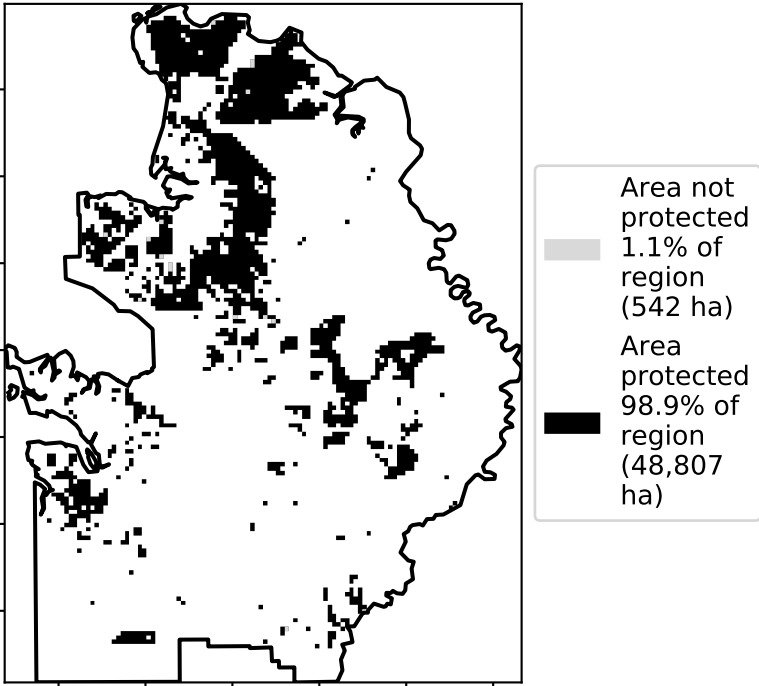 Area not
protected
1.1% of
region
(542 ha)
Area
protected
98.9% of
region
(48,807
ha)